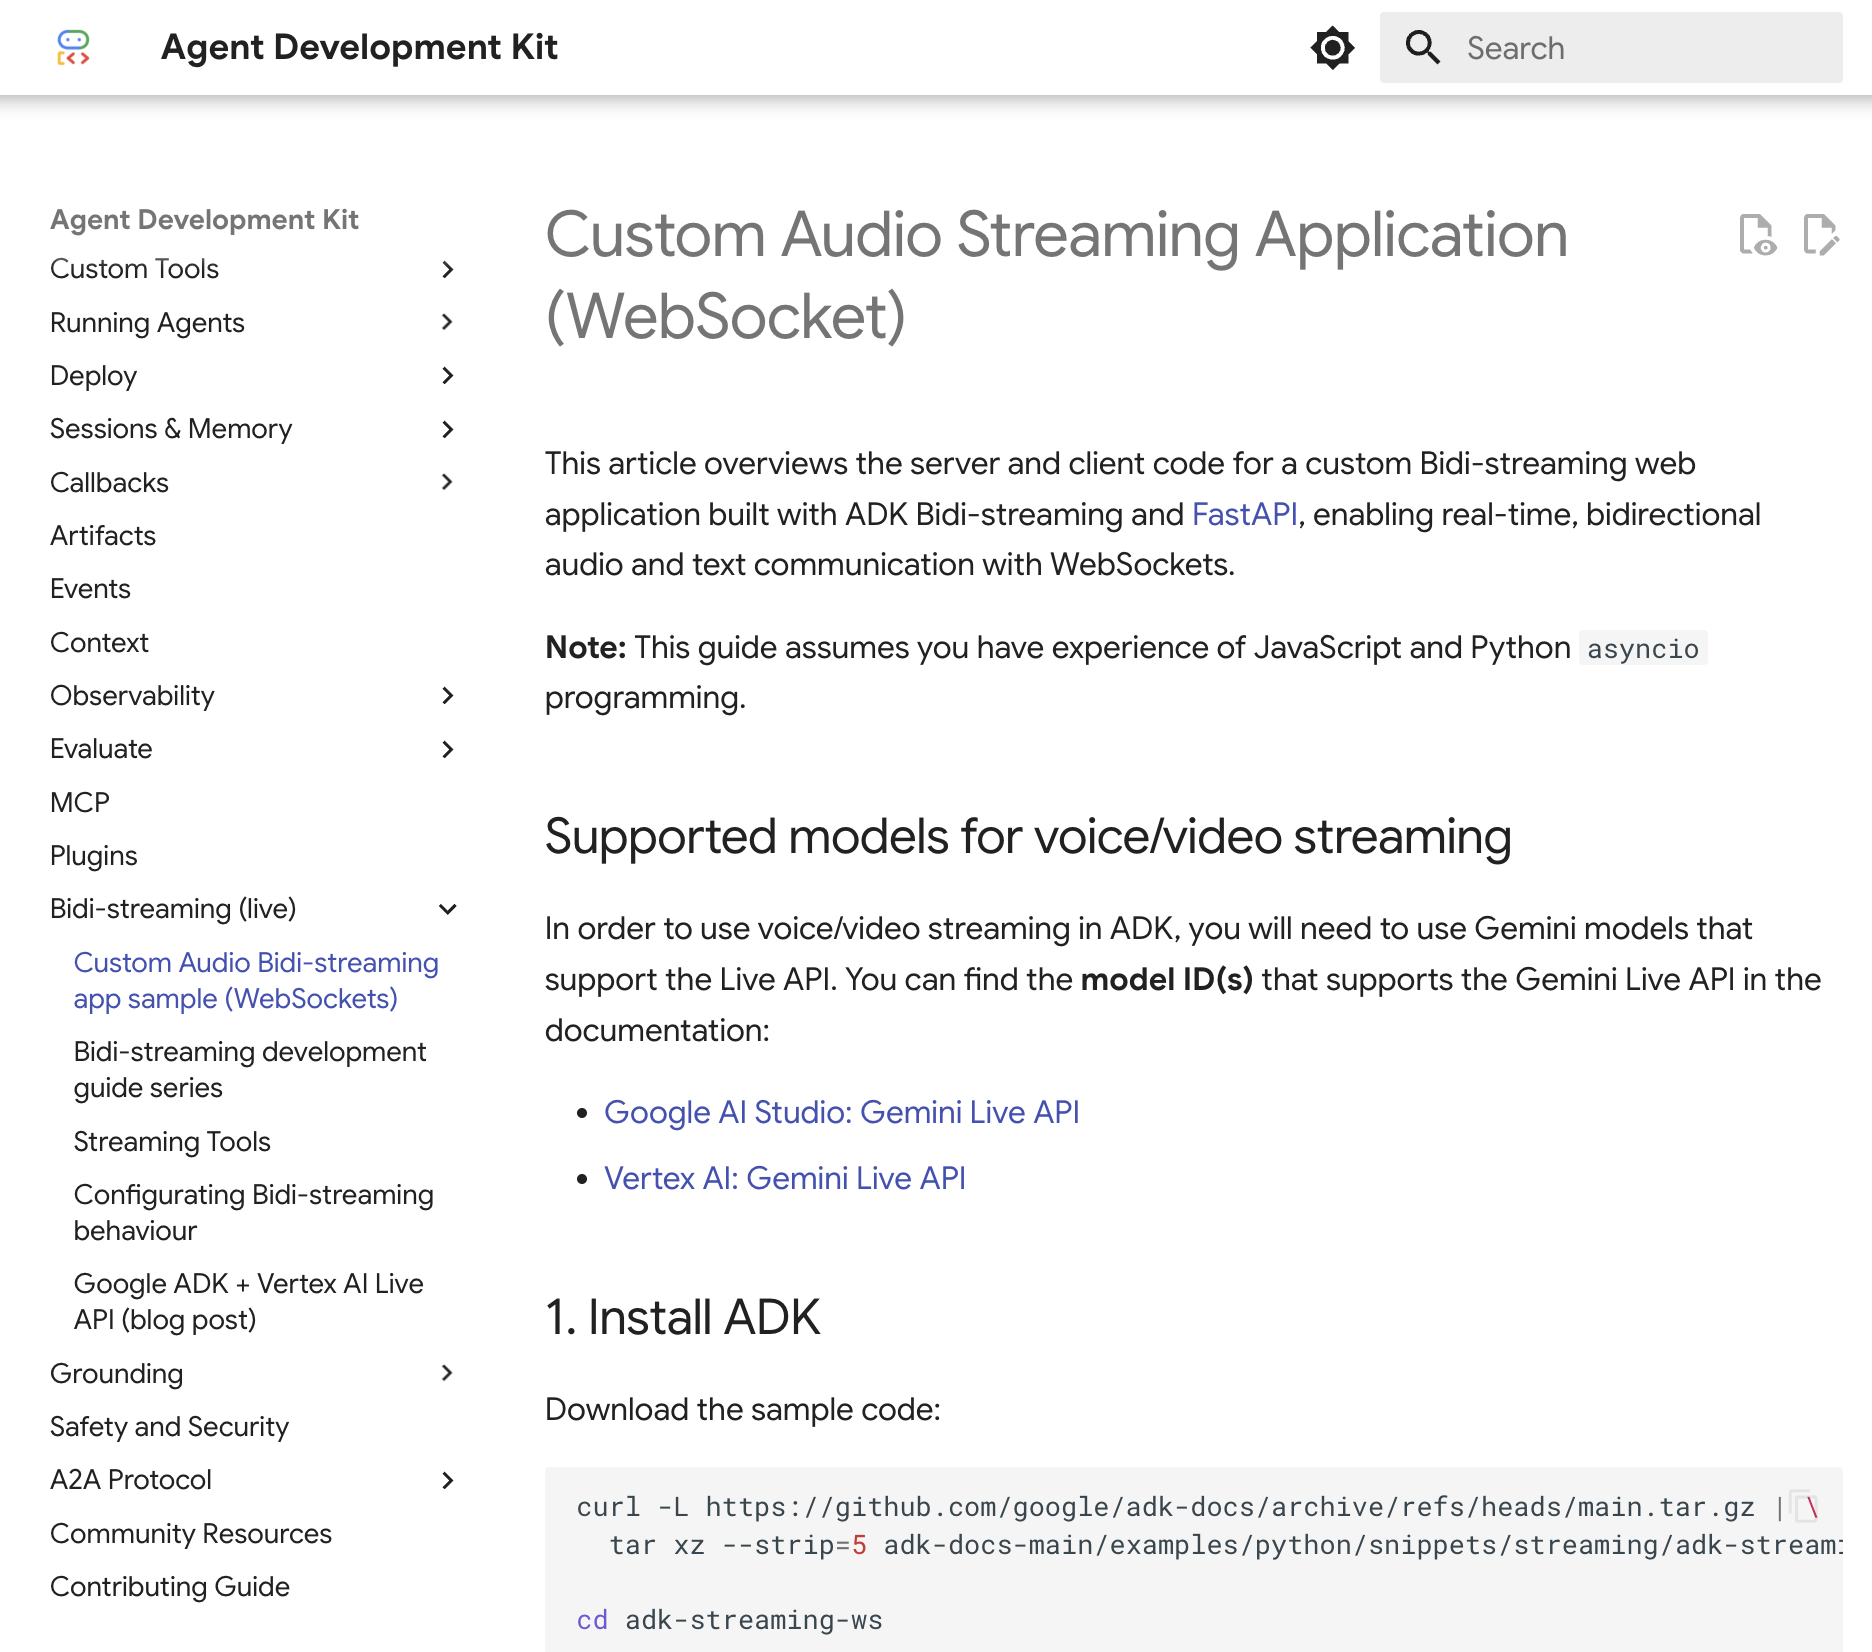 Agent Development Kit
Search
Agent Development Kit
Custom Tools
Running Agents
Deploy
Sessions & Memory
Callbacks
Artifacts
Events
Context
Observability
Evaluate
MCP
Plugins
Bidi-streaming (live)
Custom Audio Bidi-streaming
app sample (WebSockets)
Bidi-streaming development
guide series
Streaming Tools
Configurating Bidi-streaming
behaviour
Google ADK + Vertex AI Live
API (blog post)
Grounding
Safety and Security
A2A Protocol
Community Resources
Contributing Guide
Custom Audio Streaming Application
(WebSocket)
This article overviews the server and client code for a custom Bidi-streaming web
application built with ADK Bidi-streaming and FastAPI, enabling real-time, bidirectional
audio and text communication with WebSockets.
Note: This guide assumes you have experience of JavaScript and Python asyncio
programming.
Supported models for voice/video streaming
In order to use voice/video streaming in ADK, you will need to use Gemini models that
support the Live API. You can find the model ID(s) that supports the Gemini Live API in the
documentation:
• Google AI Studio: Gemini Live API
• Vertex AI: Gemini Live API
1. Install ADK
Download the sample code:
curl -L https://github.com/google/adk-docs/archive/refs/heads/main.tar.gz | \
tar xz --strip=5 adk-docs-main/examples/python/snippets/streaming/adk-streami
cd adk-streaming-ws